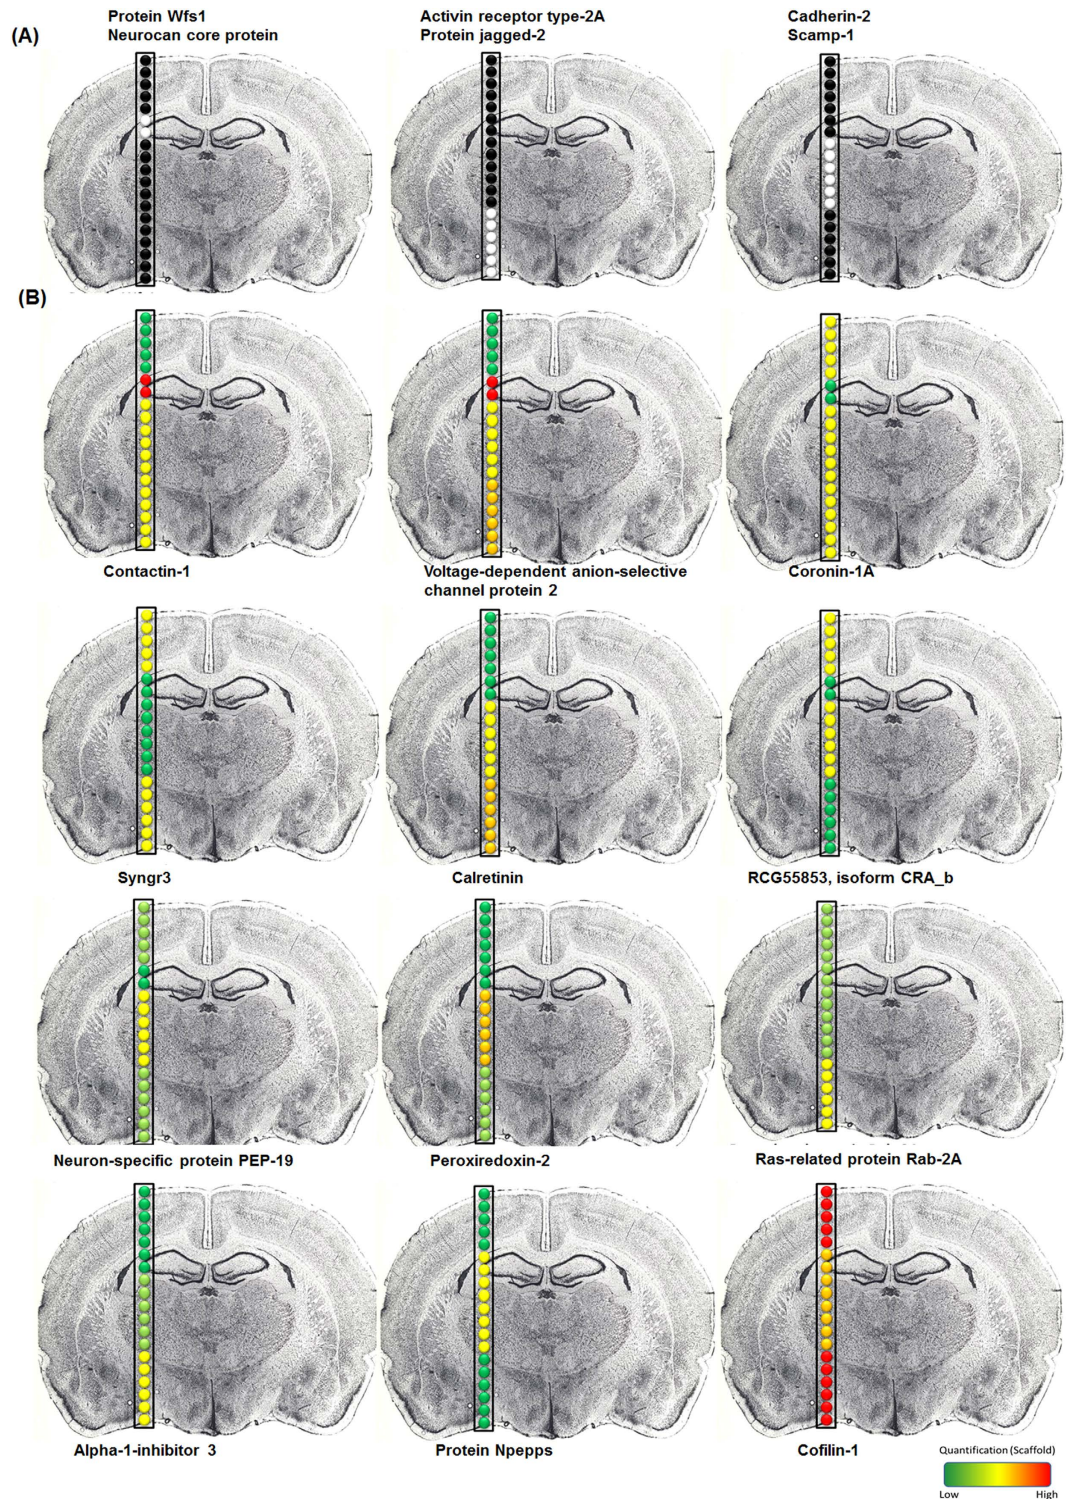 (A)
Protein Wfs1
Neurocan core protein
Activin receptor type-2A
Protein jagged-2
Cadherin-2
Scamp-1
(B)
Contactin-1
Voltage-dependent anion-selective
channel protein 2
Coronin-1A
Syngr3
Calretinin
RCG55853, isoform CRA_b
Neuron-specific protein PEP-19
Peroxiredoxin-2
Ras-related protein Rab-2A
Alpha-1-inhibitor 3
Protein Npepps
Cofilin-1
Quantification (Scaffold)
Low
High